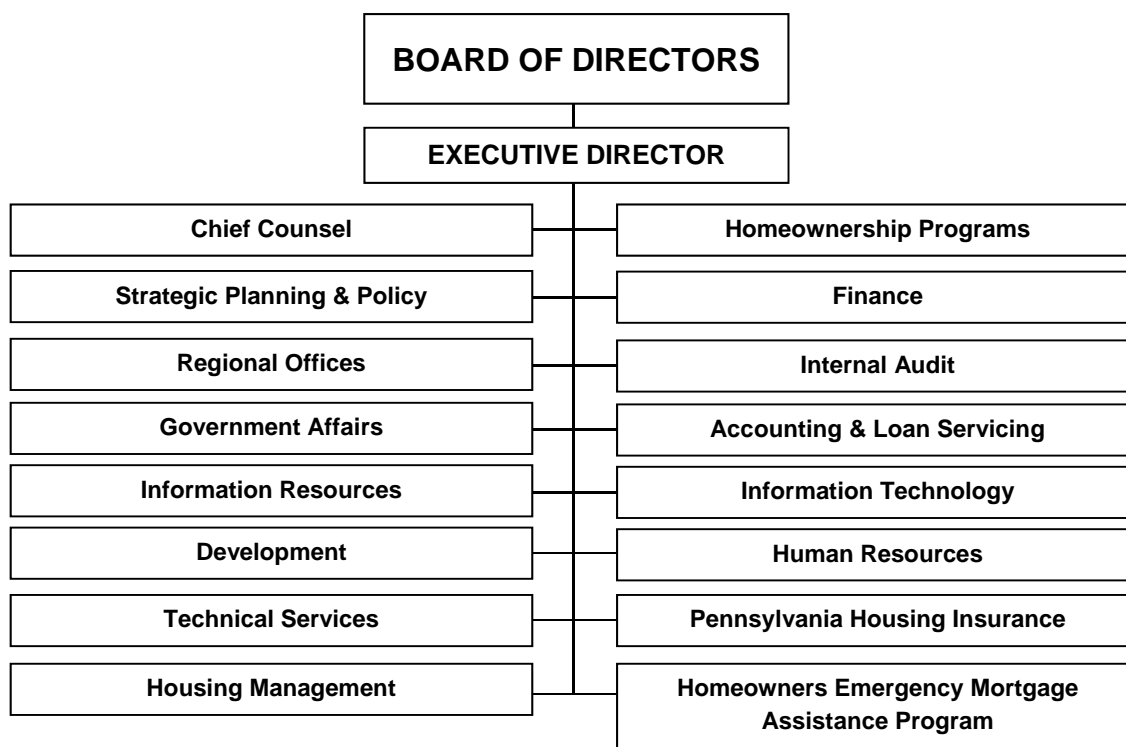 BOARD OF DIRECTORS
EXECUTIVE DIRECTOR
Chief Counsel
Homeownership Programs
Strategic Planning & Policy
Finance
Regional Offices
Internal Audit
Government Affairs
Accounting & Loan Servicing
Information Resources
Information Technology
Development
Human Resources
Technical Services
Pennsylvania Housing Insurance
Housing Management
Homeowners Emergency Mortgage
Assistance Program